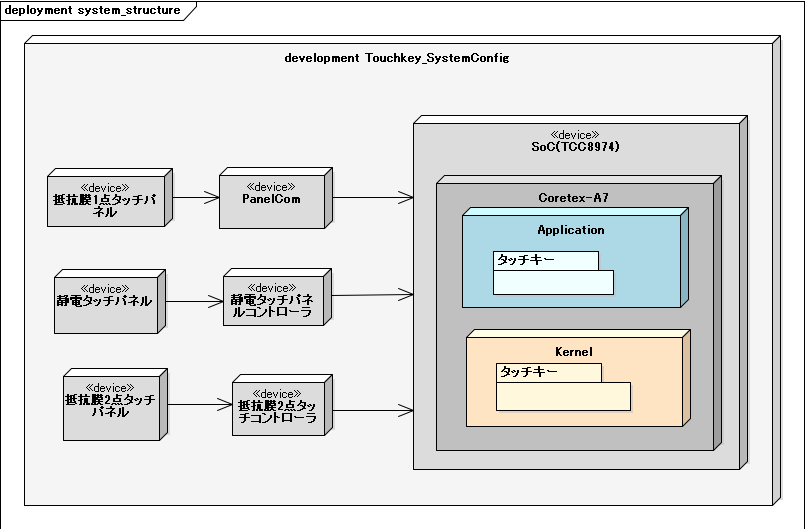 deployment system_structure
development Touchkey_SystemConfig
≪device≫
SoC(TCC8974)
Coretex-A7
Application
タッチキー
Kernel
タッチキー
≪device≫
抵抗膜1点タッチパ
ネル
≪device≫
PanelCom
≪device≫
静電タッチパネル
≪device≫
静電タッチパネ
ルコントローラ
≪device≫
抵抗膜2点タッチ
パネル
≪device≫
抵抗膜2点タッ
チコントローラ